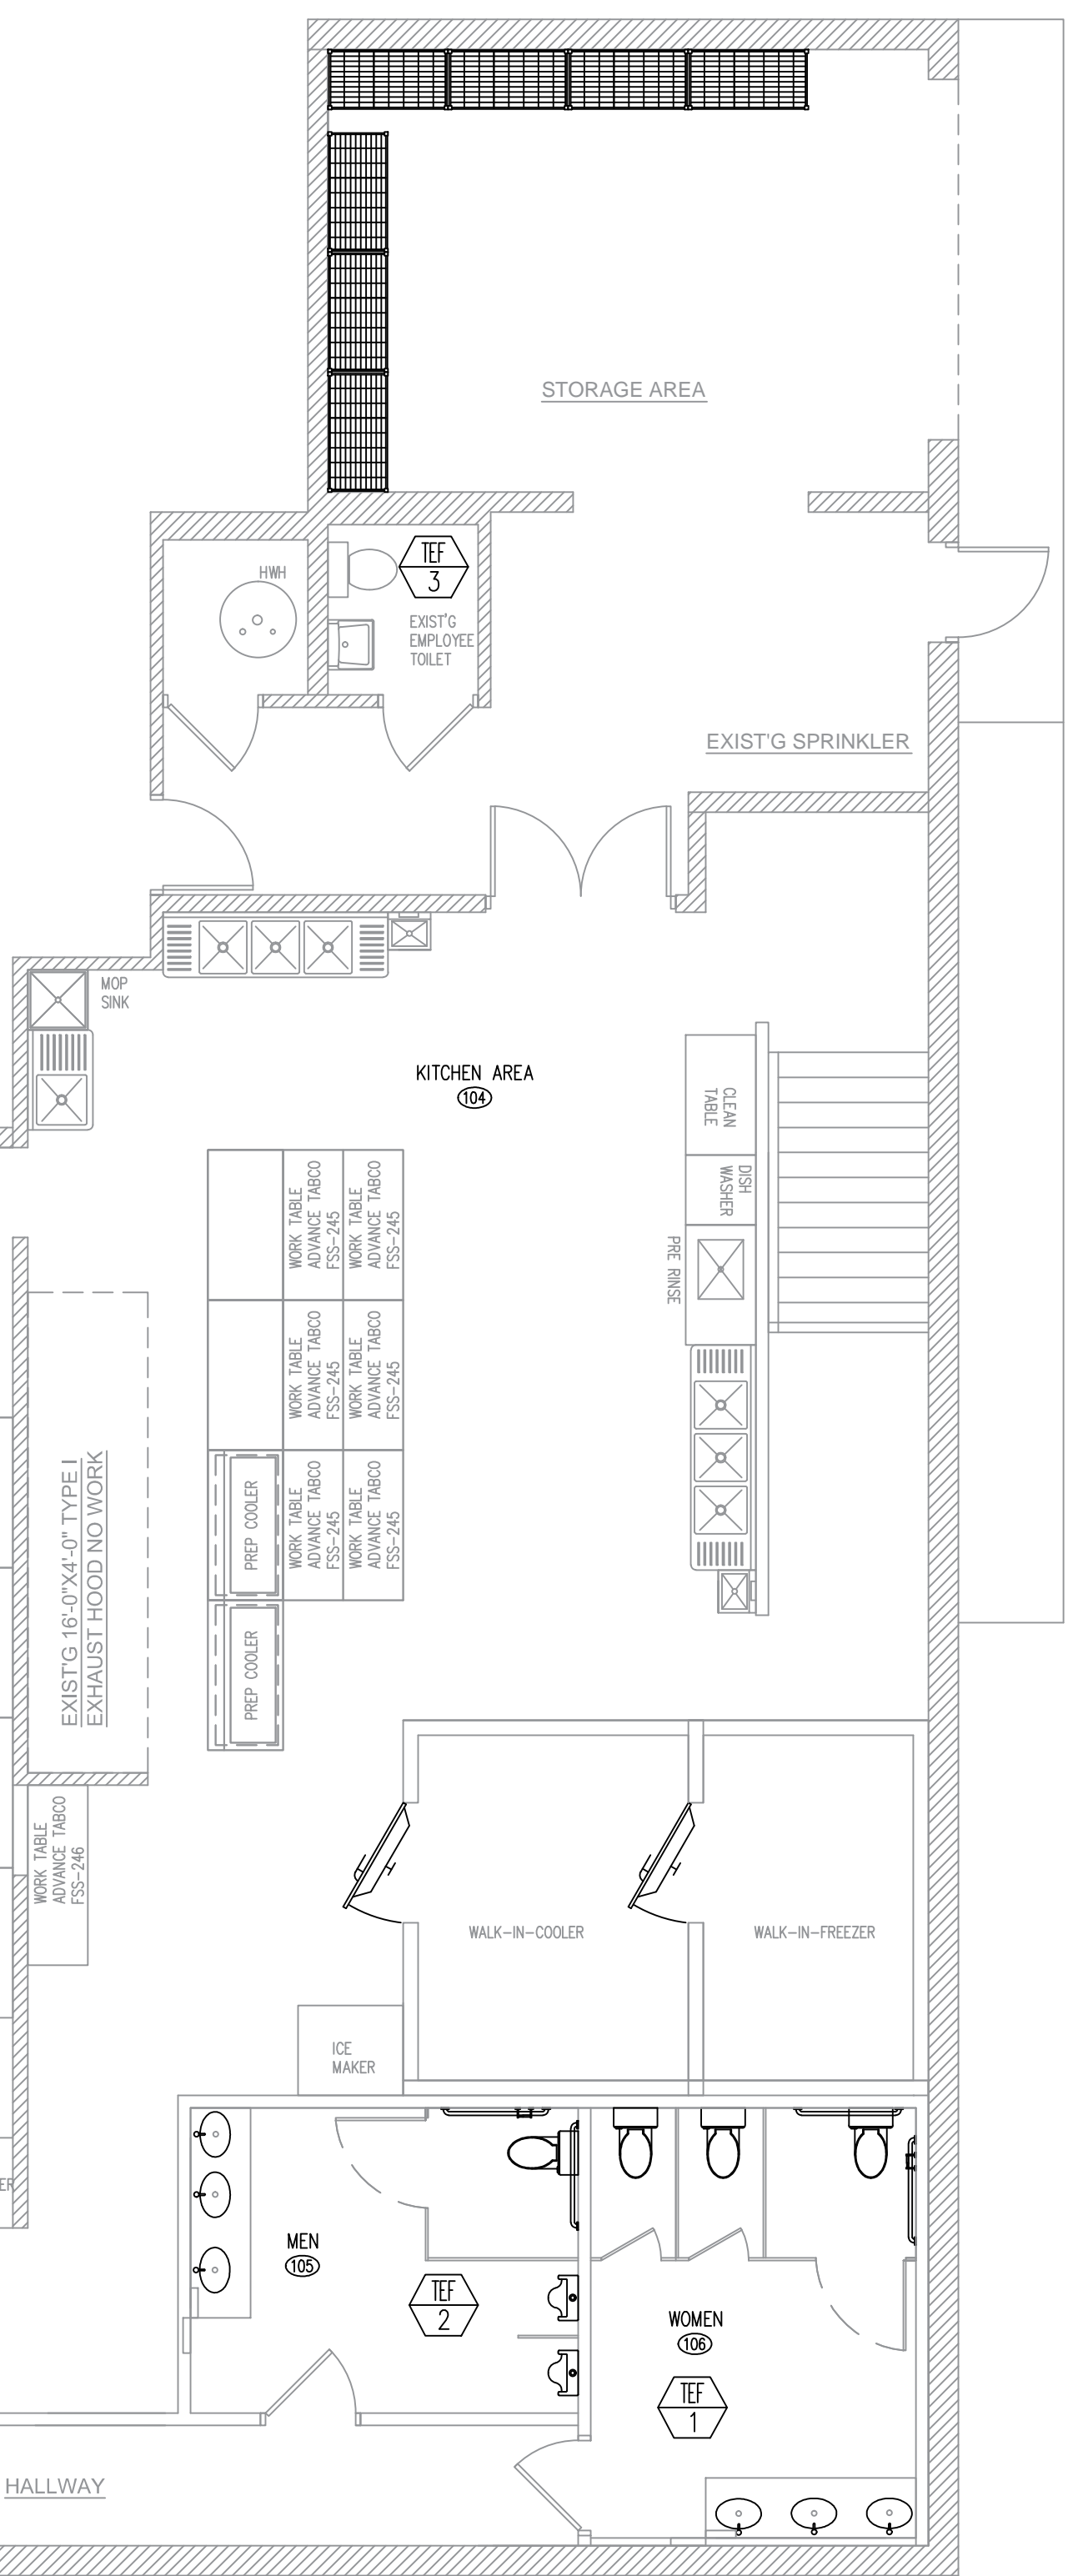 STORAGE AREA
TEF
3
HWH
EXIST'G
EMPLOYEE
TOILET
EXIST'G SPRINKLER
MOP
SINK
KITCHEN AREA
104
CLEAN
TABLE
DISH
WASHER
PRE RINSE
WORK TABLE
ADVANCE TABCO
FSS-245
WORK TABLE
ADVANCE TABCO
FSS-245
WORK TABLE
ADVANCE TABCO
FSS-245
WORK TABLE
ADVANCE TABCO
FSS-245
WORK TABLE
ADVANCE TABCO
FSS-245
WORK TABLE
ADVANCE TABCO
FSS-245
PREP COOLER
PREP COOLER
EXIST'G 16'-0"X4'-0" TYPE I
EXHAUST HOOD NO WORK
WORK TABLE
ADVANCE TABCO
FSS-246
WALK-IN-COOLER
WALK-IN-FREEZER
ICE
MAKER
ER
MEN
105
TEF
2
WOMEN
106
TEF
1
HALLWAY